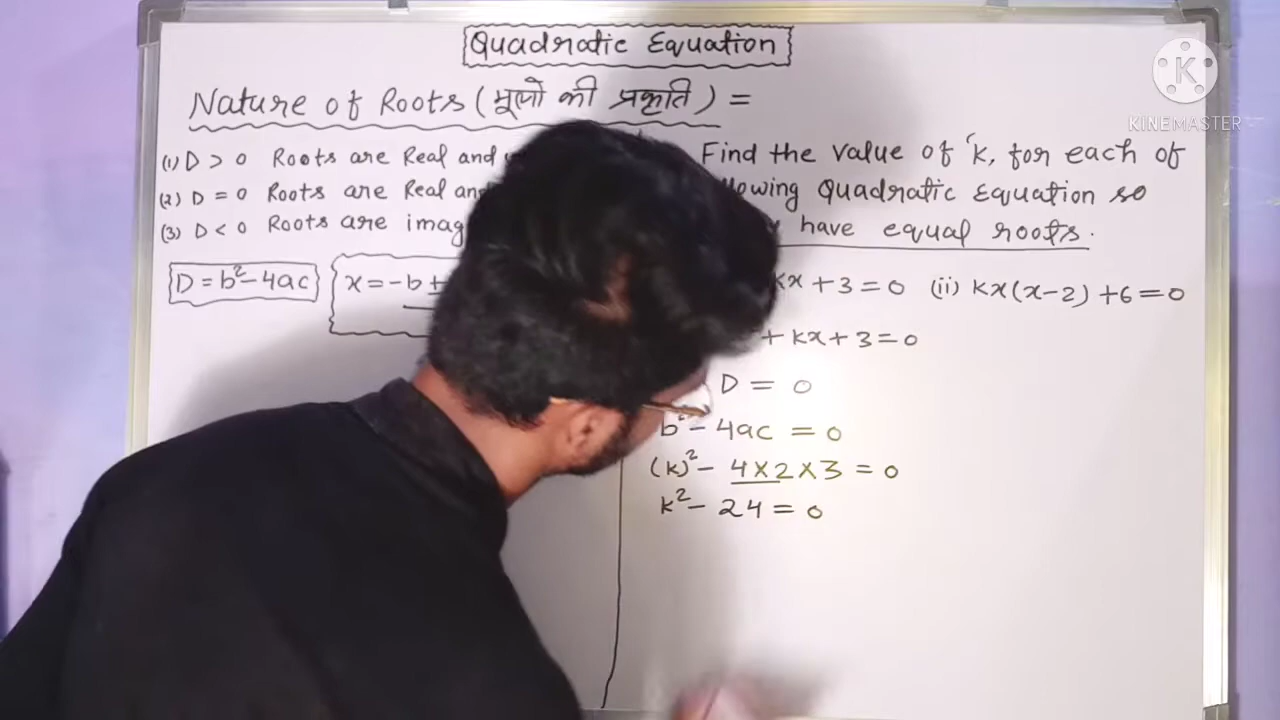 Quadratic Equation
Nature of Roots (मूलो की प्रकृति) =
(1) D > 0 Roots are Real and
(2) D = 0 Roots are Real and
(3) D < 0 Roots are
D = b² - 4ac
x = -b ±
Find the value of 'k, for each of
Quadratic Equation so
have equal roots.
kx + 3 = 0 (ii) kx(x-2) + 6 = 0
+ kx + 3 = 0
D = 0
b² - 4ac = 0
(k)² - 4×2×3 = 0
k² - 24 = 0
K
KINEMASTER